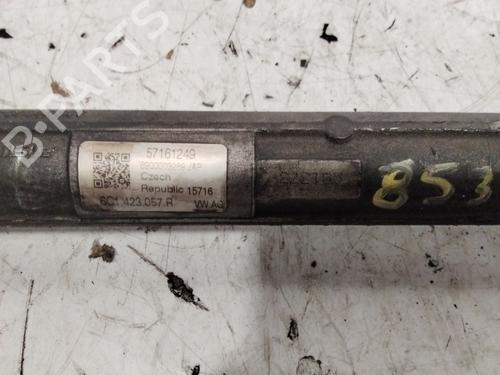 B-PARTS
57161249
Czech
Republic 15716
6C1.423.057.R VW AG
853